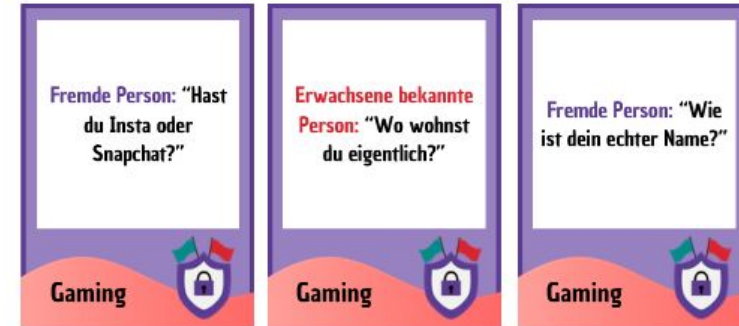 Fremde Person: “Hast
du Insta oder
Snapchat?”
Gaming
Erwachsene bekannte
Person: “Wo wohnst
du eigentlich?”
Gaming
Fremde Person: “Wie
ist dein echter Name?”
Gaming